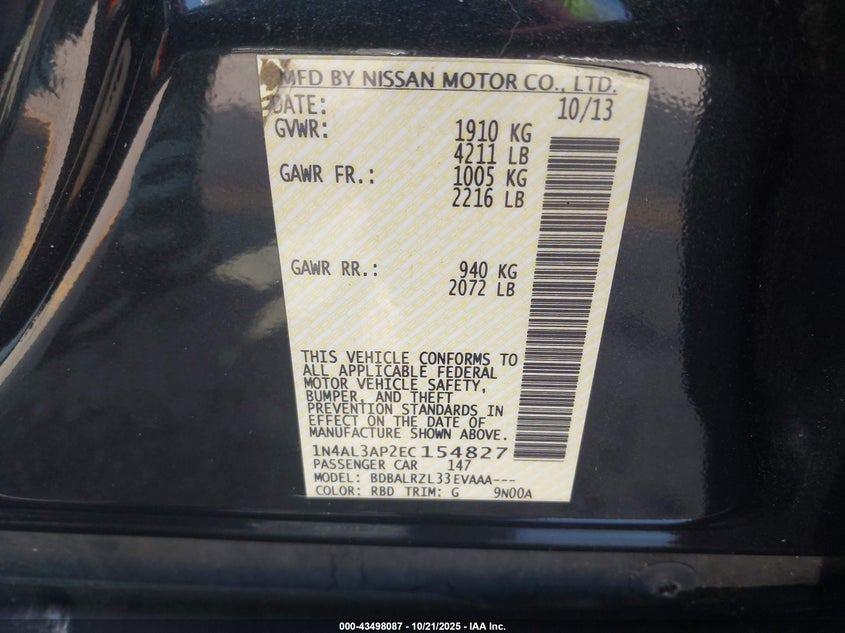 MFD BY NISSAN MOTOR CO., LTD.
DATE: 10/13
GVWR: 1910 KG
4211 LB
GAWR FR.: 1005 KG
2216 LB
GAWR RR.: 940 KG
2072 LB
THIS VEHICLE CONFORMS TO
ALL APPLICABLE FEDERAL
MOTOR VEHICLE SAFETY,
BUMPER, AND THEFT
PREVENTION STANDARDS IN
EFFECT ON THE DATE OF
MANUFACTURE SHOWN ABOVE.
1N4AL3AP2EC154827
PASSENGER CAR 147
MODEL: BDBALRZL33EVAAA---
COLOR: RBD TRIM: G 9N00A
000-43498087 - 10/21/2025 - IAA Inc.